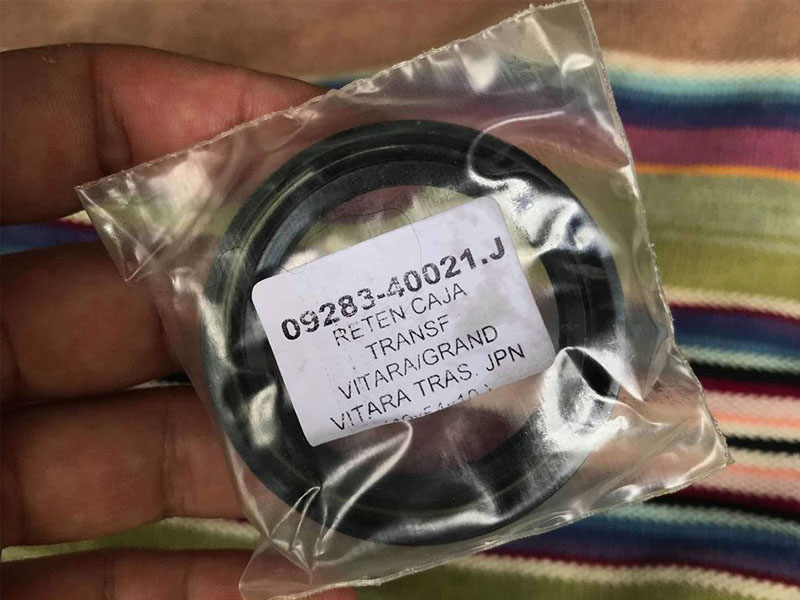 09283-40021.J
RETEN CAJA
TRANSF
VITARA/GRAND
VITARA TRAS. JPN